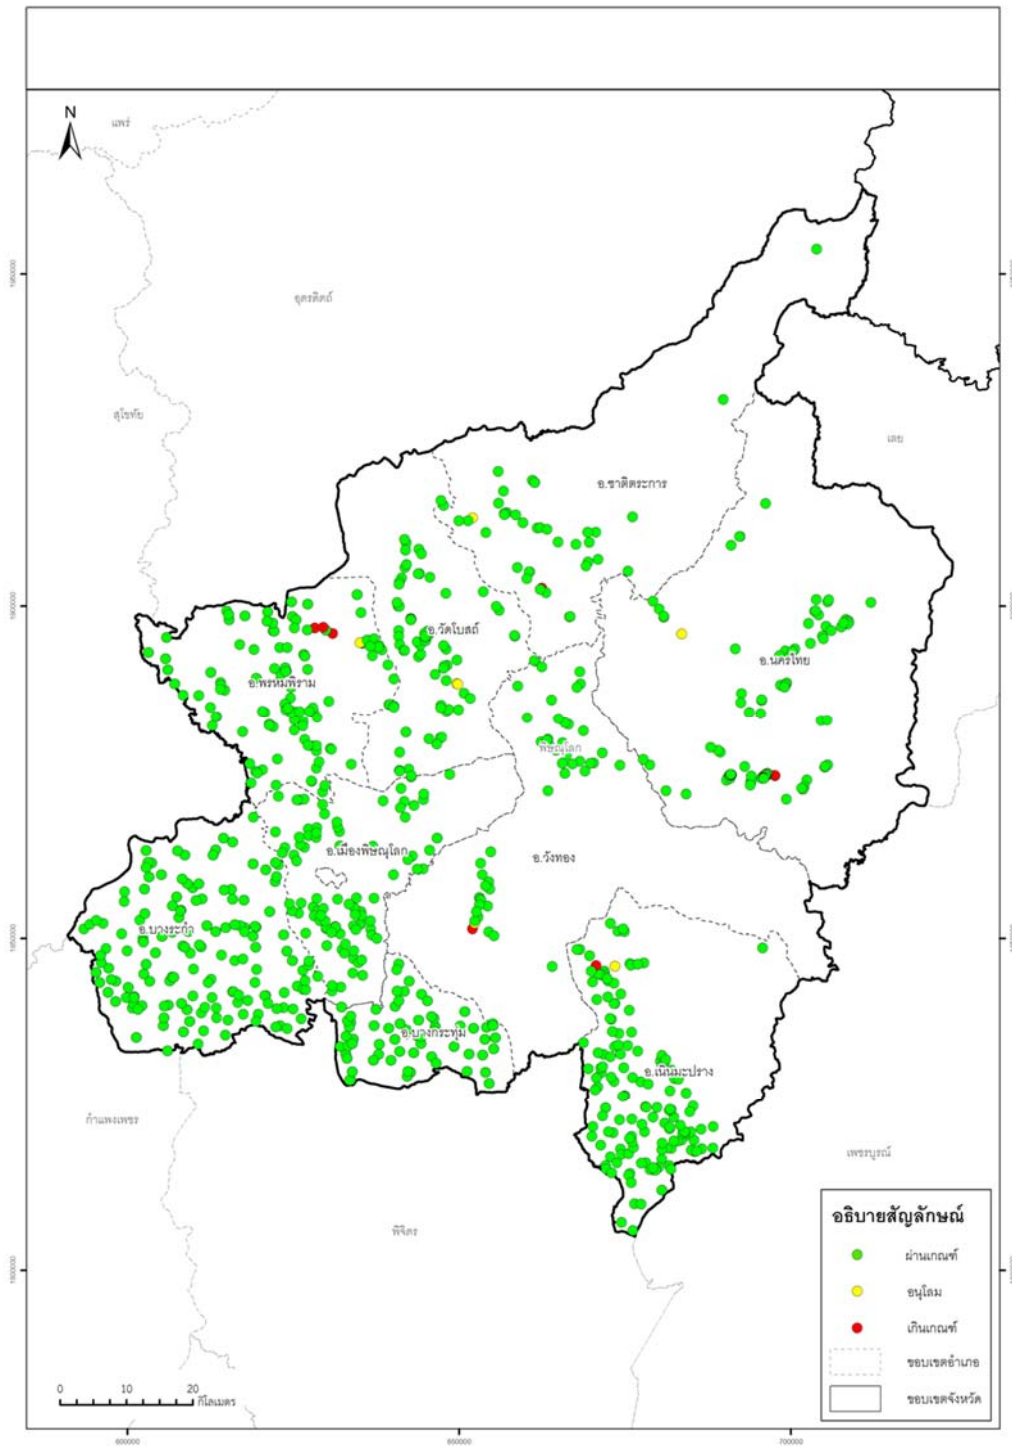 N
แพร่
อุตรดิตถ์
สุโขทัย
เลย
อ.ชาติตระการ
อ.วัดโบสถ์
อ.นครไทย
อ.พรหมพิราม
พิษณุโลก
อ.เมืองพิษณุโลก
อ.วังทอง
อ.บางระกำ
อ.บางกระทุ่ม
อ.เนินมะปราง
กำแพงเพชร
เพชรบูรณ์
พิจิตร
อธิบายสัญลักษณ์
ผ่านเกณฑ์
อนุโลม
เกินเกณฑ์
ขอบเขตอำเภอ
ขอบเขตจังหวัด
0 10 20
กิโลเมตร
600000 650000 700000